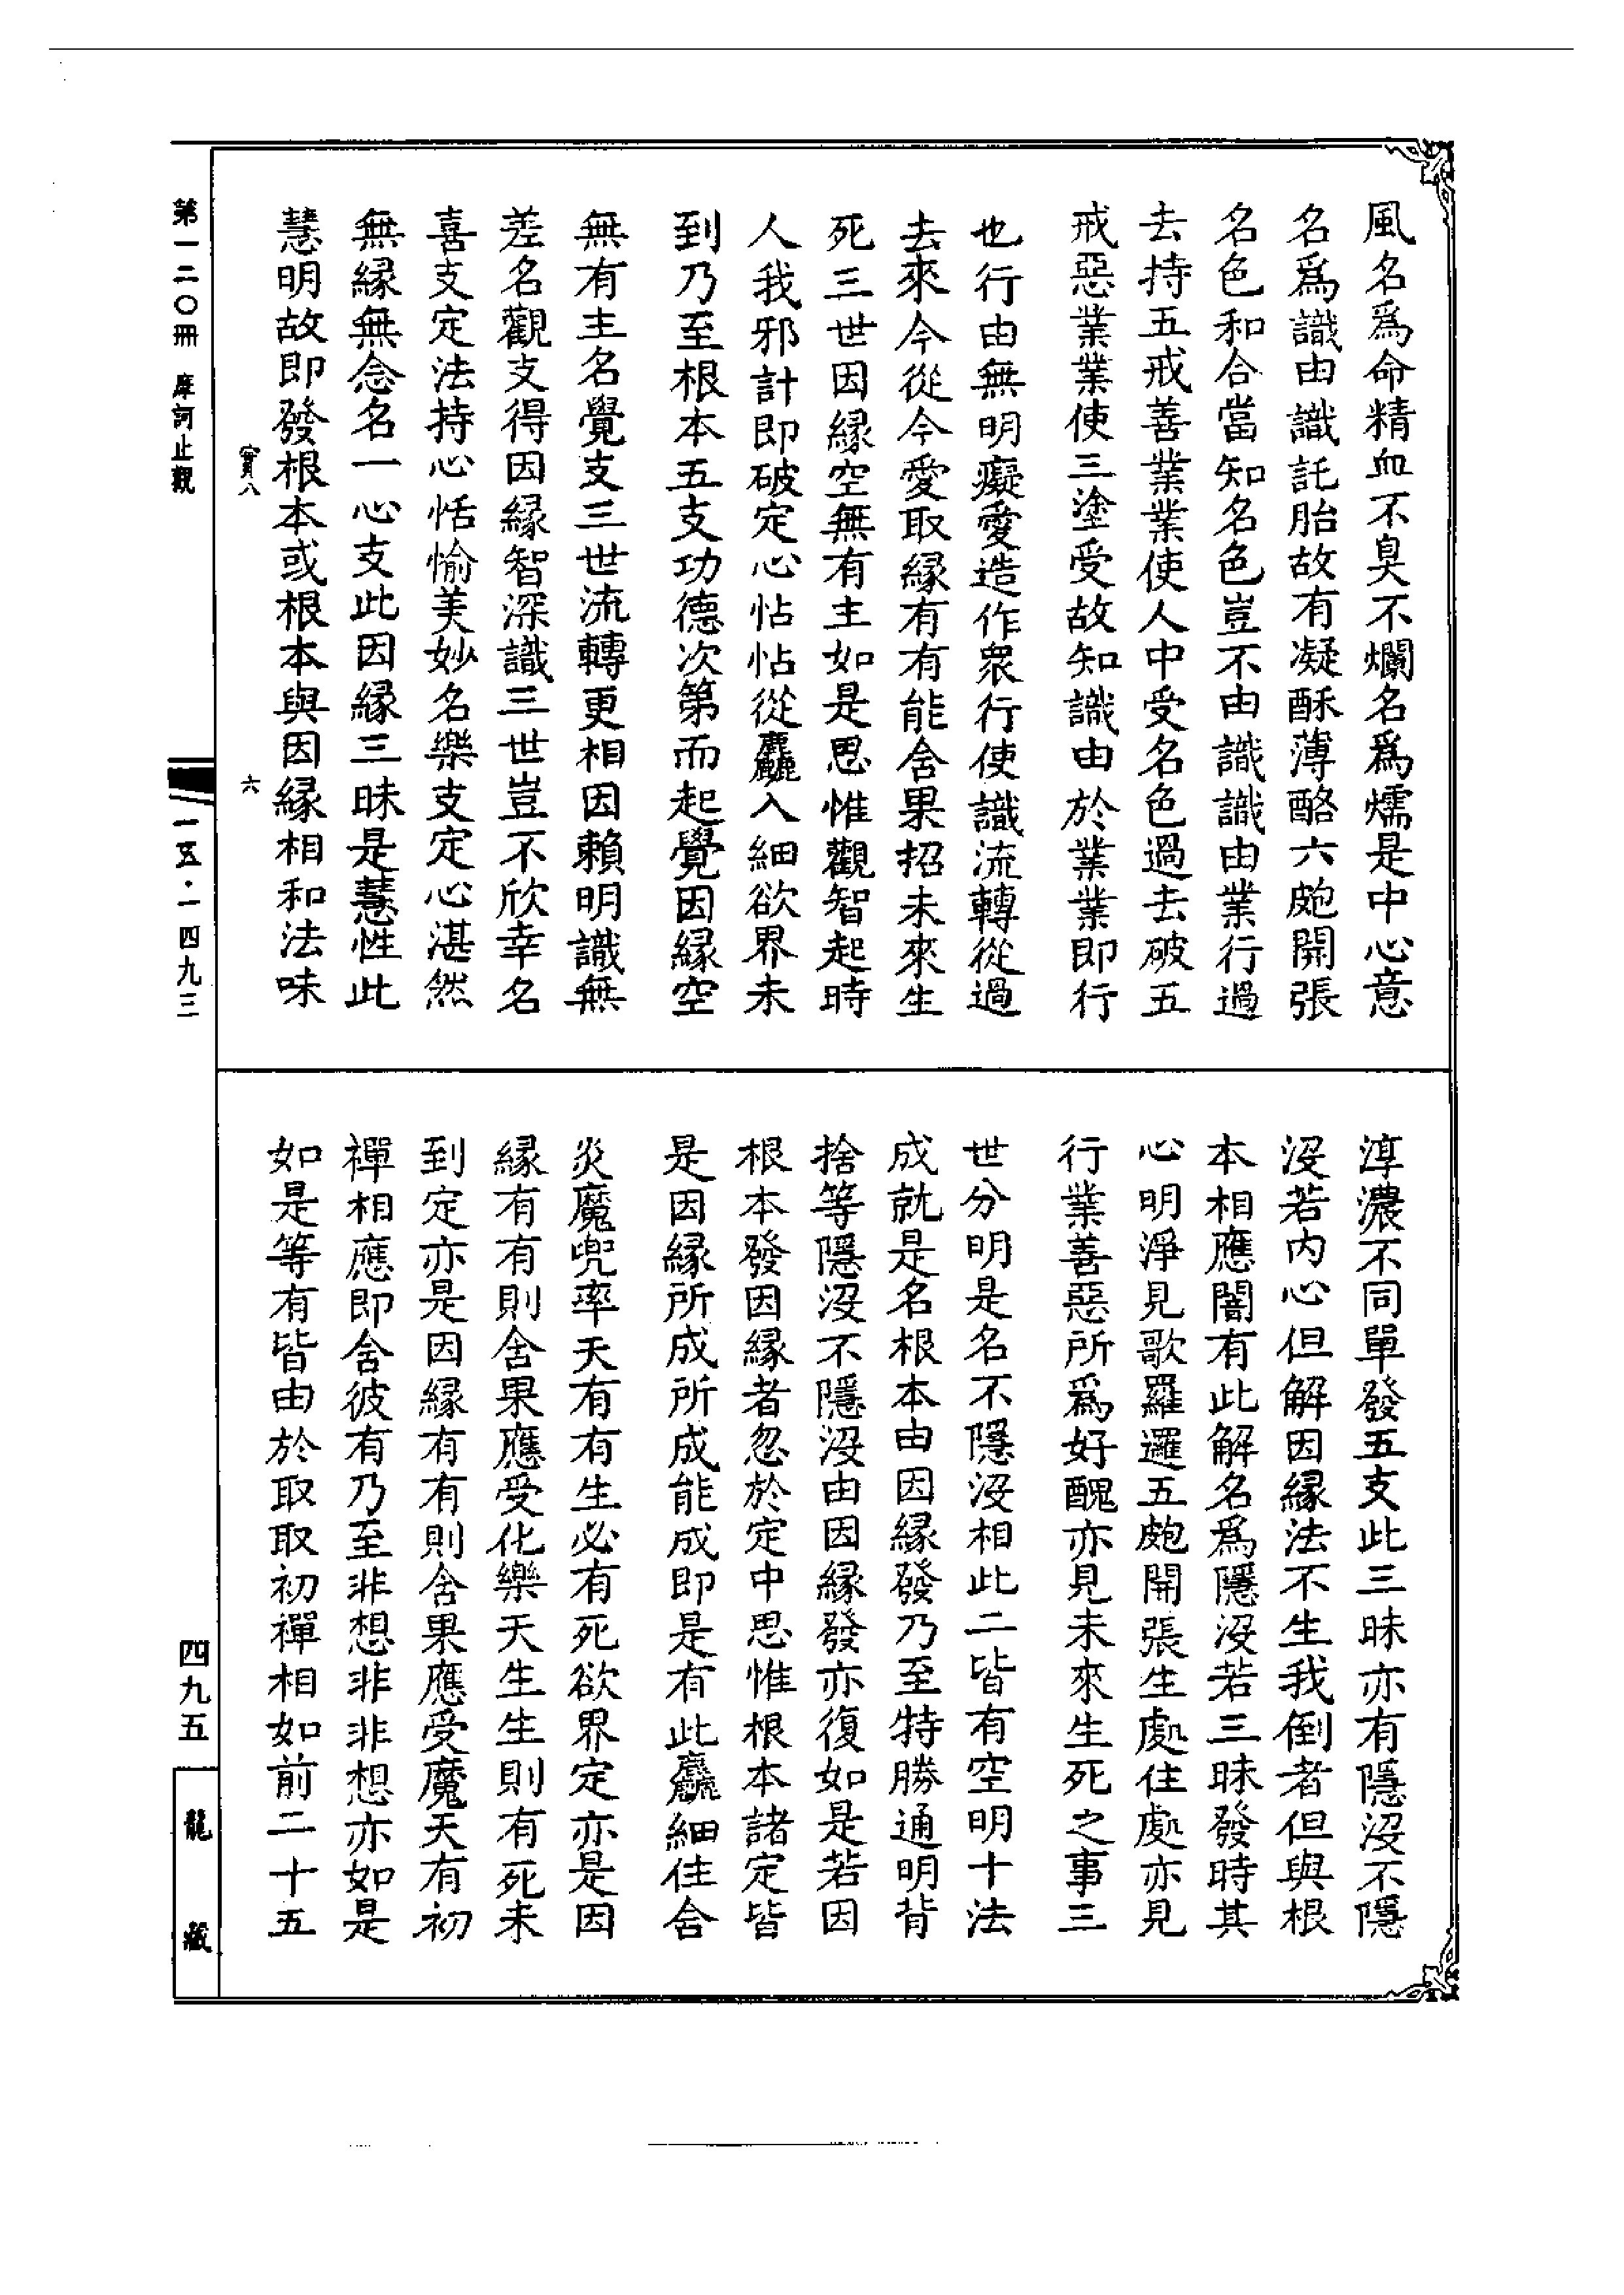 風名爲命精血不臭不爛名爲煗是中心意
名爲識由識託胎故有凝酥薄酪六皰開張
名色和合當知名色豈不由識識由業行過
去持五戒善業業使人中受名色過去破五
戒惡業業使三塗受故知識由於業業即行
也行由無明癡愛造作衆行使識流轉從過
去來今從今愛取緣有有能含果招未來生
死三世因緣空無有主如是思惟觀智起時
人我邪計即破定心怗怗從麤入細欲界未
到乃至根本五支功德次第而起覺因緣空
無有主名覺支三世流轉更相因賴明識無
差名觀支得因緣智深識三世豈不欣幸名
喜支定法持心恬愉美妙名樂支定心湛然
無緣無念名一心支此因緣三昧是慧性此
慧明故即發根本或根本與因緣相和法味
淳濃不同單發五支此三昧亦有隱沒不隱
沒若內心但解因緣法不生我倒者但與根
本相應闇有此解名爲隱沒若三昧發時其
心明淨見歌羅邏五皰開張生處住處亦見
行業善惡所爲好醜亦見未來生死之事三
世分明是名不隱沒相此二皆有空明十法
成就是名根本由因緣發乃至特勝通明背
捨等隱沒不隱沒由因緣發亦復如是若因
根本發因緣者忽於定中思惟根本諸定皆
是因緣所成所成能成即是有此麤細住含
炎魔兜率天有有生必有死欲界定亦是因
緣有有則含果應受化樂天生生則有死未
到定亦是因緣有有則含果應受魔天有初
禪相應即含彼有乃至非想非非想亦如是
如是等有皆由於取取初禪相如前二十五
第一二〇冊 摩訶止觀
實八
六
一五·一四九三
四九五
龍藏